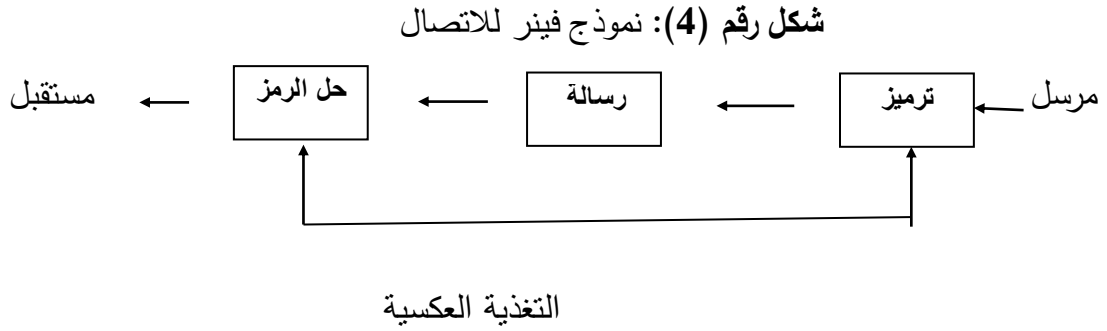 شكل رقم (4): نموذج فينر للاتصال
مرسل ترميز رسالة حل الرمز مستقبل
التغذية العكسية